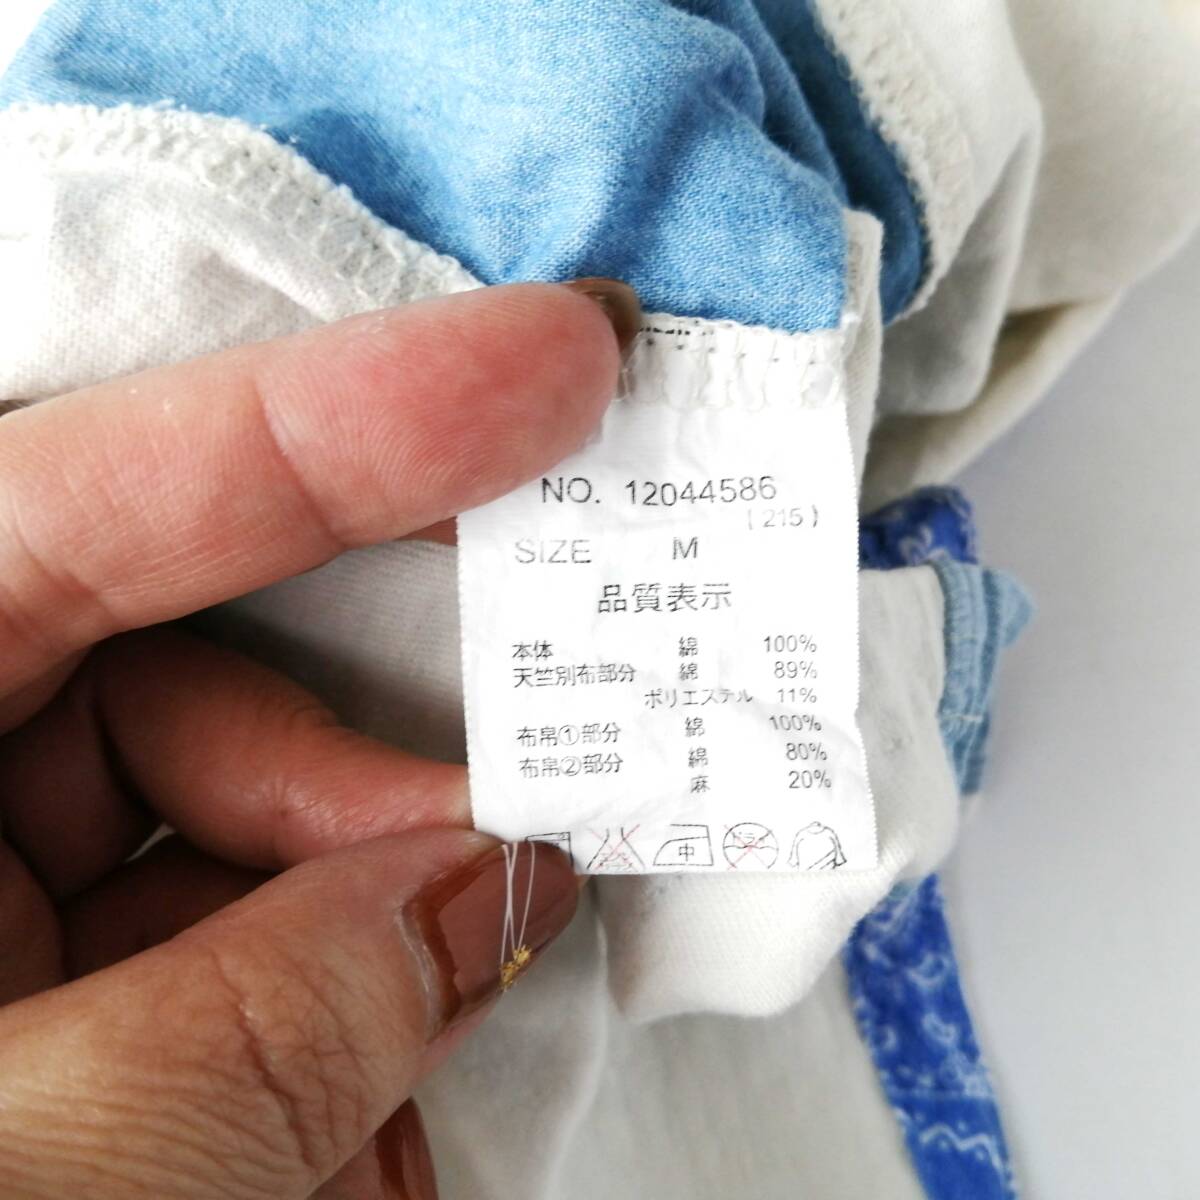 NO. 12044586
(215)
SIZE M
品質表示
本体 綿 100%
天竺別布部分 綿 89%
ポリエステル 11%
布帛①部分 綿 100%
布帛②部分 綿 80%
麻 20%
中